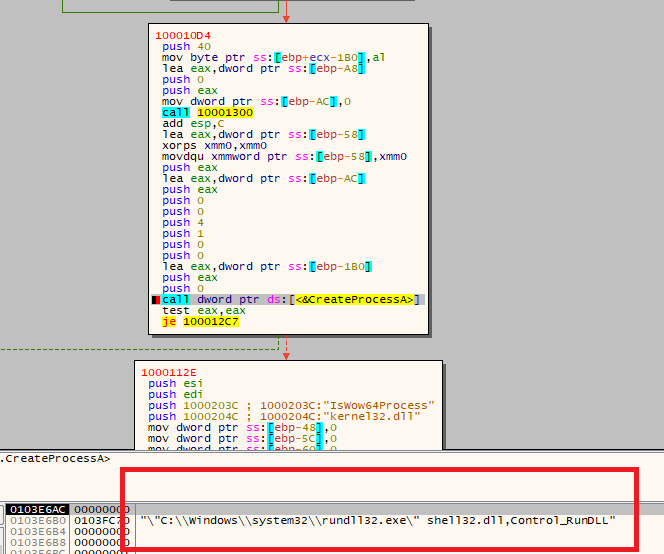 100010D4
push 40
mov byte ptr ss:[ebp+ecx-1B0],al
lea eax,dword ptr ss:[ebp-A8]
push 0
push eax
mov dword ptr ss:[ebp-AC],0
call 10001300
add esp,C
lea eax,dword ptr ss:[ebp-58]
xorps xmm0,xmm0
movdqu xmmword ptr ss:[ebp-58],xmm0
push eax
lea eax,dword ptr ss:[ebp-AC]
push eax
push 0
push 0
push 4
push 1
push 0
push 0
lea eax,dword ptr ss:[ebp-1B0]
push eax
push 0
call dword ptr ds:[<&CreateProcessA>]
test eax,eax
je 100012C7
1000112E
push esi
push edi
push 1000203C ; 1000203C:"IsWow64Process"
push 1000204C ; 1000204C:"kernel32.dll"
mov dword ptr ss:[ebp-48],0
mov dword ptr ss:[ebp-5C],0
mov dword ptr ss:[ebp-60],0
.CreateProcessA>
0103E6AC 00000000
0103E6B0 0103FC70 "\"C:\\Windows\\system32\\rundll32.exe\" shell32.dll,Control_RunDLL"
0103E6B4 00000000
0103E6B8 00000000